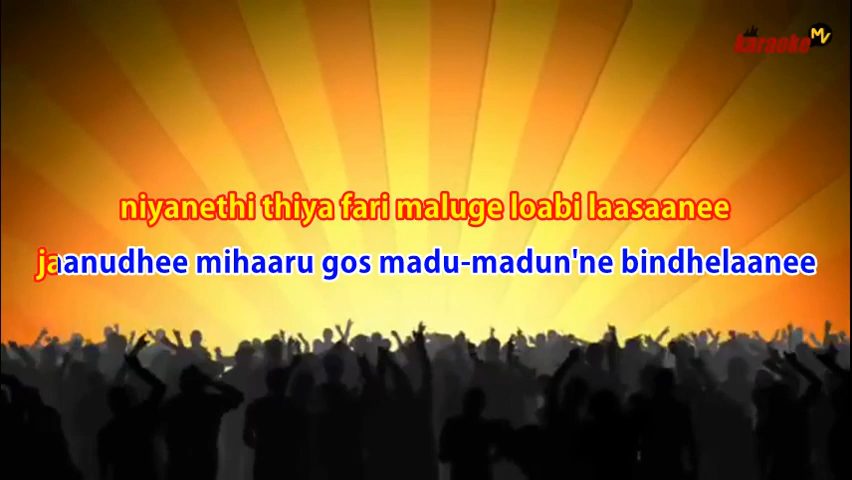 karaoke MV
niyanethi thiya fari maluge loabi laasaanee
jaanudhee mihaaru gos madu-madun'ne bindhelaanee